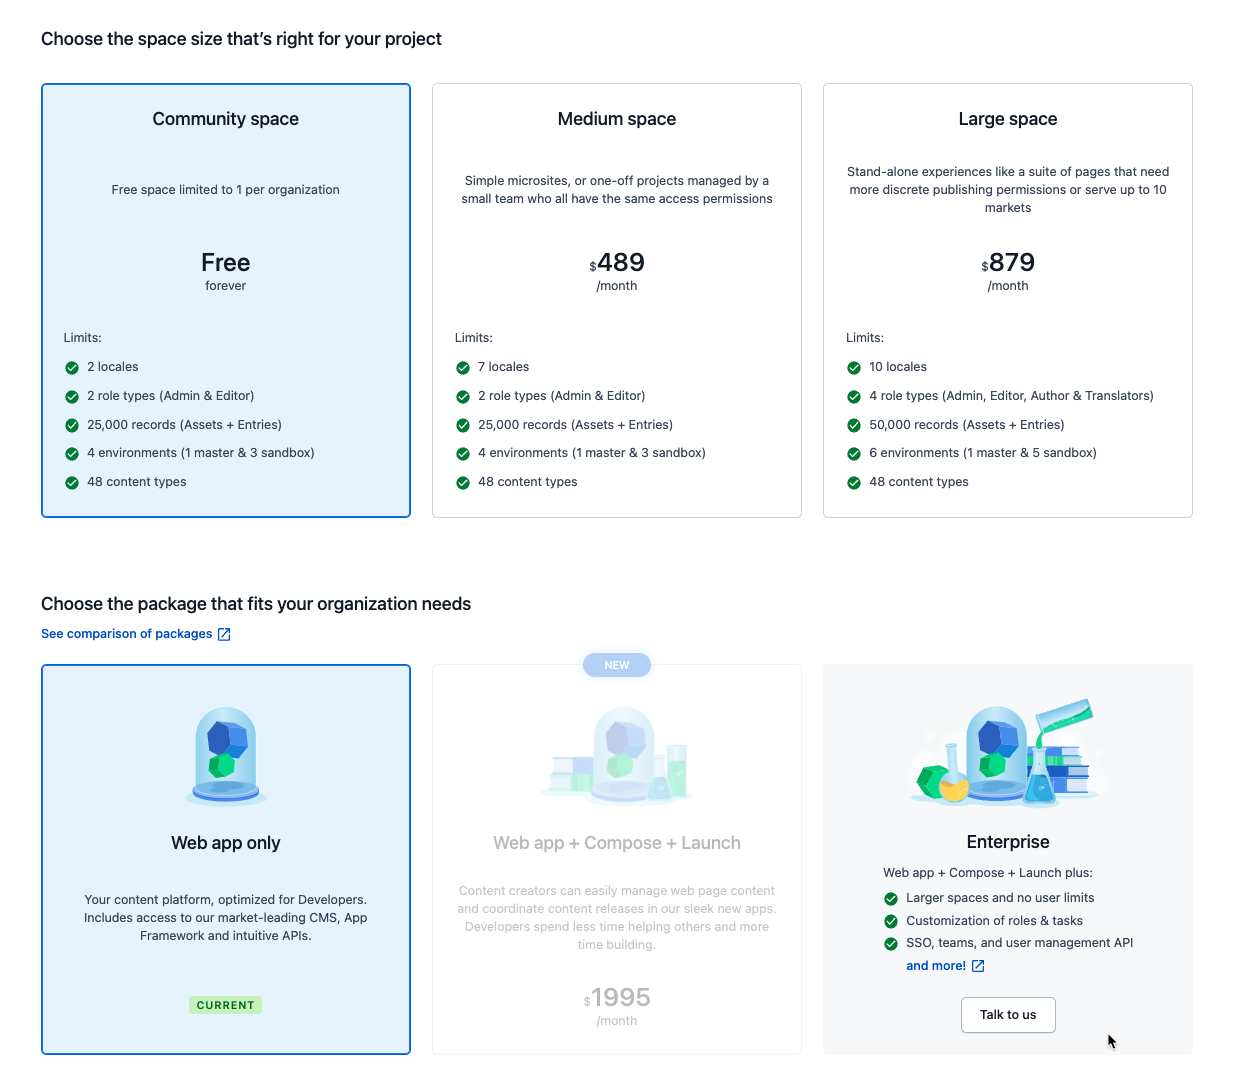 Choose the space size that's right for your project
Community space
Free space limited to 1 per organization
Free
forever
Limits:
2 locales
2 role types (Admin & Editor)
25,000 records (Assets + Entries)
4 environments (1 master & 3 sandbox)
48 content types
Medium space
Simple microsites, or one-off projects managed by a
small team who all have the same access permissions
$489
/month
Limits:
7 locales
2 role types (Admin & Editor)
25,000 records (Assets + Entries)
4 environments (1 master & 3 sandbox)
48 content types
Large space
Stand-alone experiences like a suite of pages that need
more discrete publishing permissions or serve up to 10
markets
$879
/month
Limits:
10 locales
4 role types (Admin, Editor, Author & Translators)
50,000 records (Assets + Entries)
6 environments (1 master & 5 sandbox)
48 content types
Choose the package that fits your organization needs
See comparison of packages
Web app only
Your content platform, optimized for Developers.
Includes access to our market-leading CMS, App
Framework and intuitive APIs.
CURRENT
NEW
Web app + Compose + Launch
Content creators can easily manage web page content
and coordinate content releases in our sleek new apps.
Developers spend less time helping others and more
time building.
$1995
/month
Enterprise
Web app + Compose + Launch plus:
Larger spaces and no user limits
Customization of roles & tasks
SSO, teams, and user management API
and more!
Talk to us